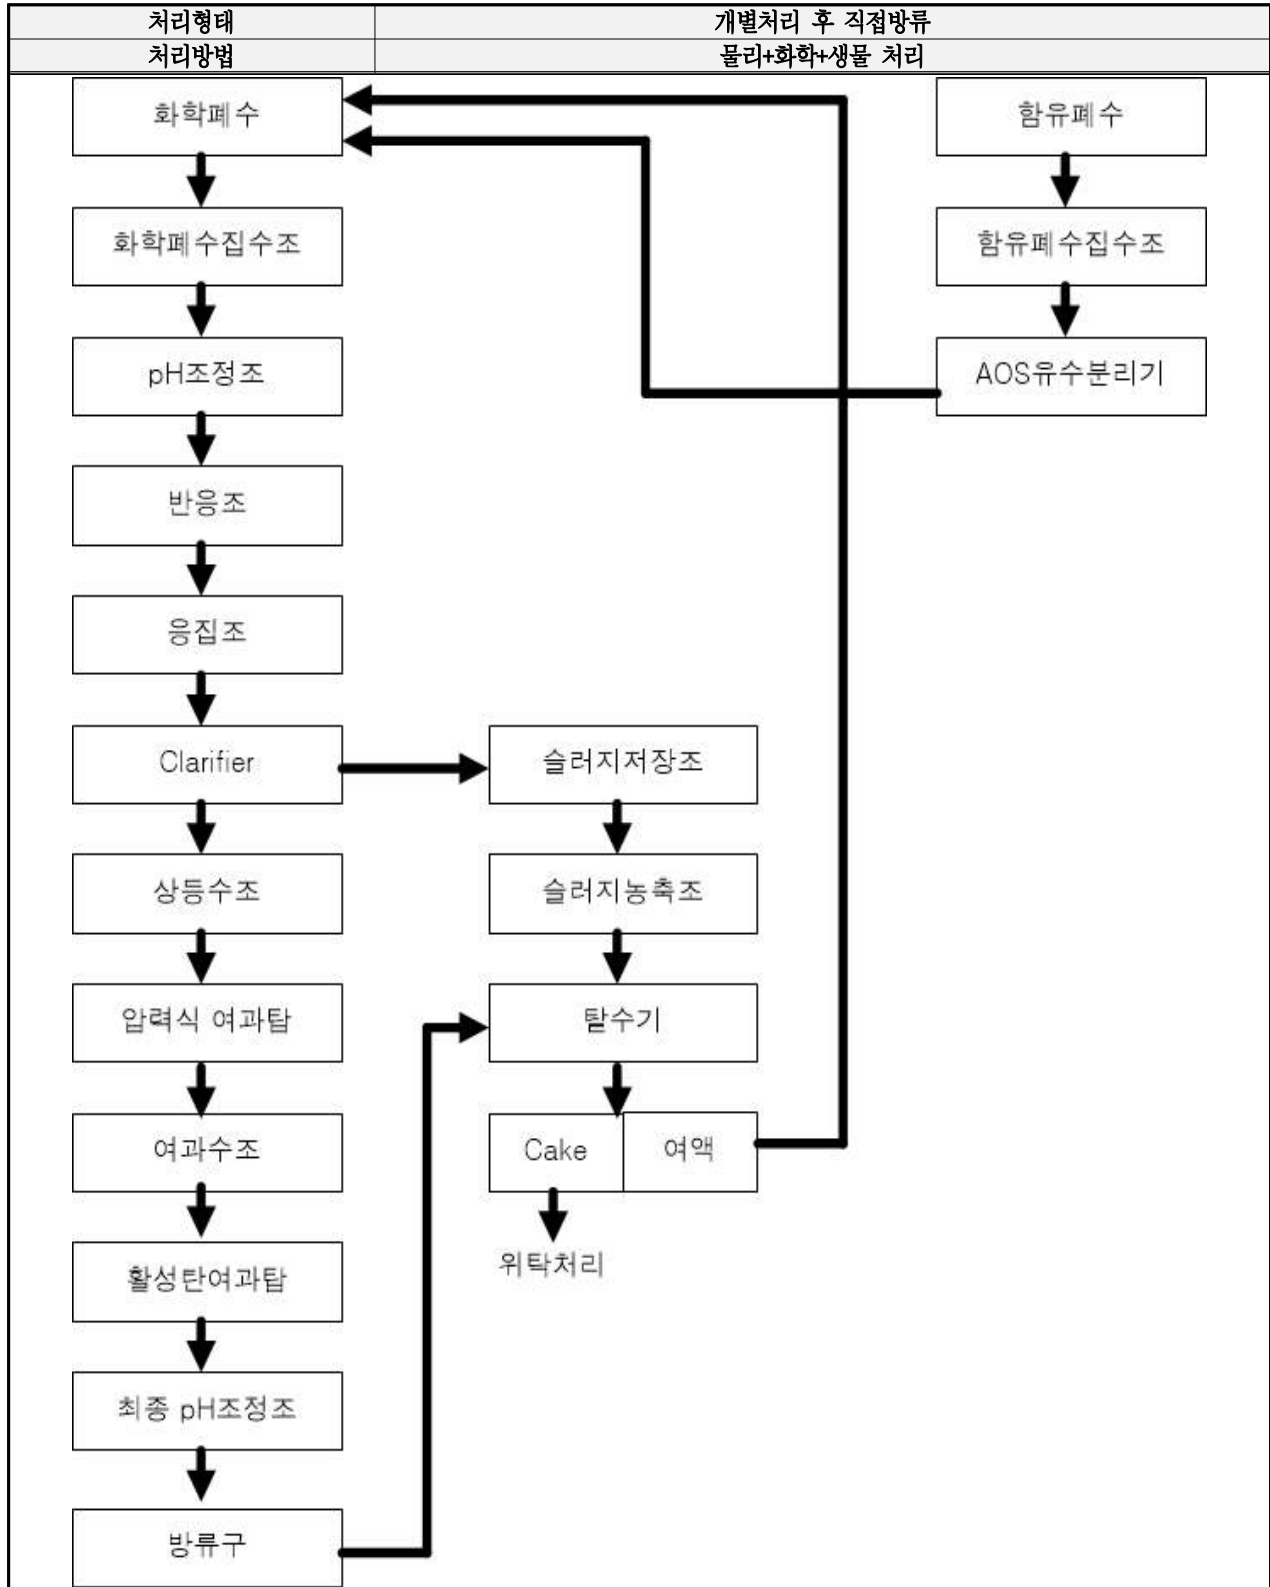 처리형태 개별처리 후 직접방류
처리방법 물리+화학+생물 처리
화학폐수 함유폐수
화학폐수집수조 함유폐수집수조
pH조정조 AOS유수분리기
반응조
응집조
Clarifier 슬러지저장조
상등수조 슬러지농축조
압력식 여과탑 탈수기
여과수조 Cake 여액
활성탄여과탑 위탁처리
최종 pH조정조
방류구